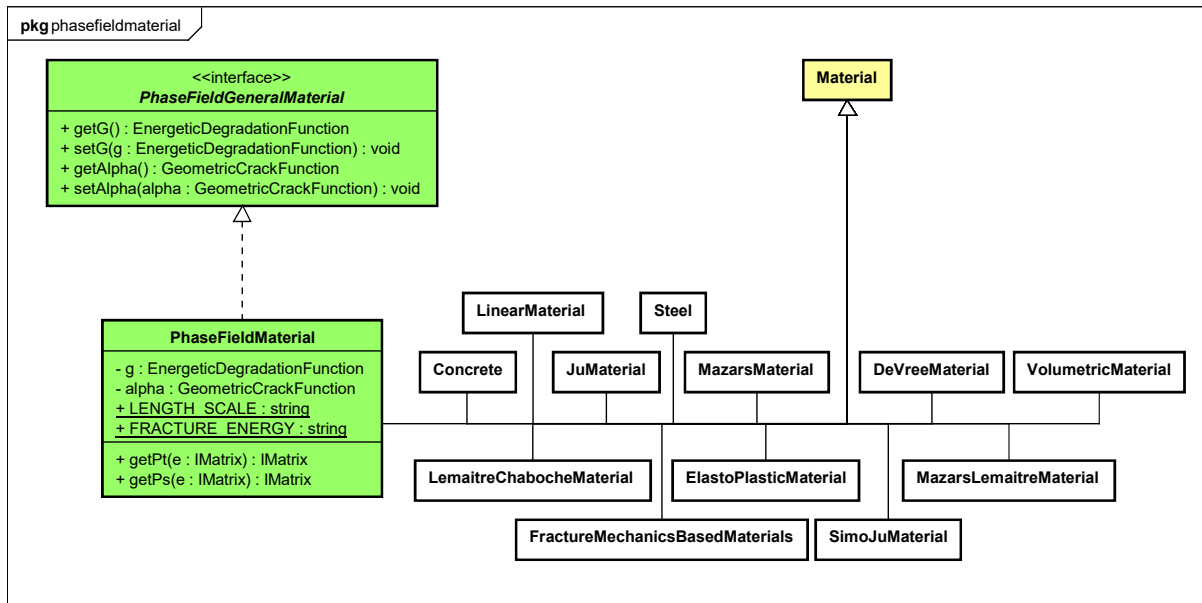 pkg phasefieldmaterial
<<interface>>
PhaseFieldGeneralMaterial
+ getG() : EnergeticDegradationFunction
+ setG(g : EnergeticDegradationFunction) : void
+ getAlpha() : GeometricCrackFunction
+ setAlpha(alpha : GeometricCrackFunction) : void
Material
LinearMaterial
Steel
PhaseFieldMaterial
- g : EnergeticDegradationFunction
- alpha : GeometricCrackFunction
+ LENGTH_SCALE : string
+ FRACTURE_ENERGY : string
+ getPt(e : IMatrix) : IMatrix
+ getPs(e : IMatrix) : IMatrix
Concrete
JuMaterial
MazarsMaterial
DeVreeMaterial
VolumetricMaterial
LemaitreChabocheMaterial
ElastoPlasticMaterial
MazarsLemaitreMaterial
FractureMechanicsBasedMaterials
SimoJuMaterial